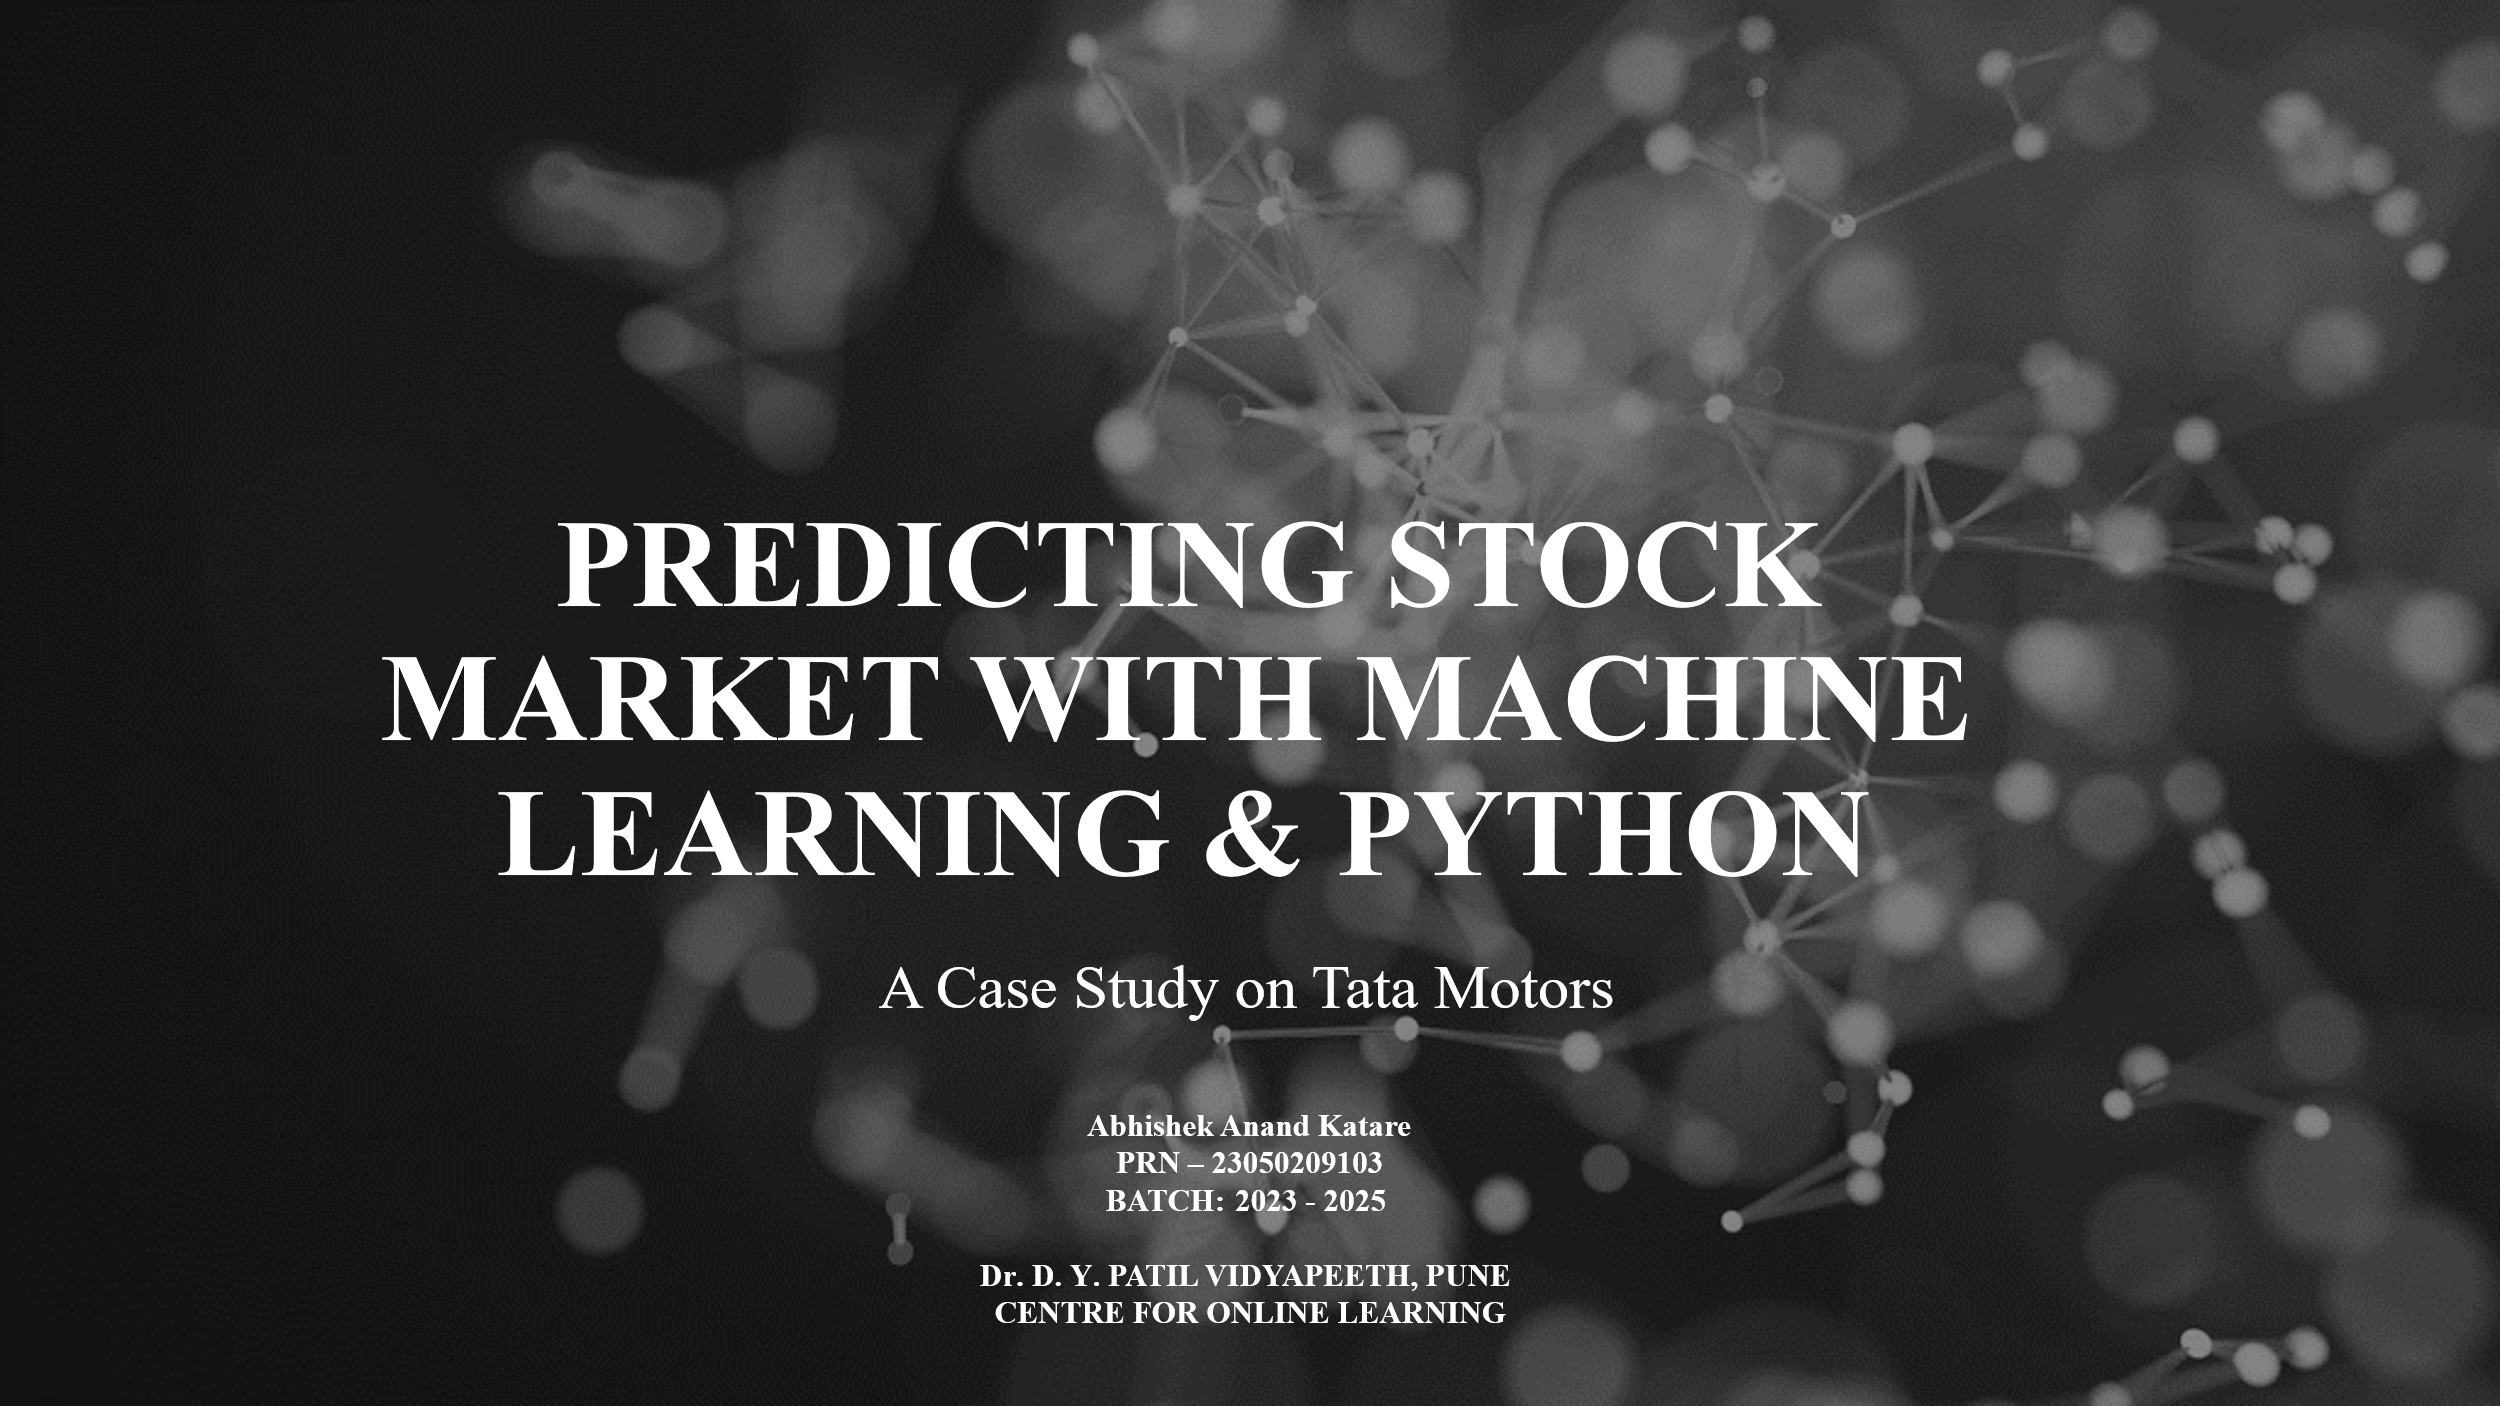 PREDICTING STOCK
MARKET WITH MACHINE
LEARNING & PYTHON
A Case Study on Tata Motors
Abhishek Anand Katare
PRN – 23050209103
BATCH: 2023 - 2025
Dr. D. Y. PATIL VIDYAPEETH, PUNE
CENTRE FOR ONLINE LEARNING